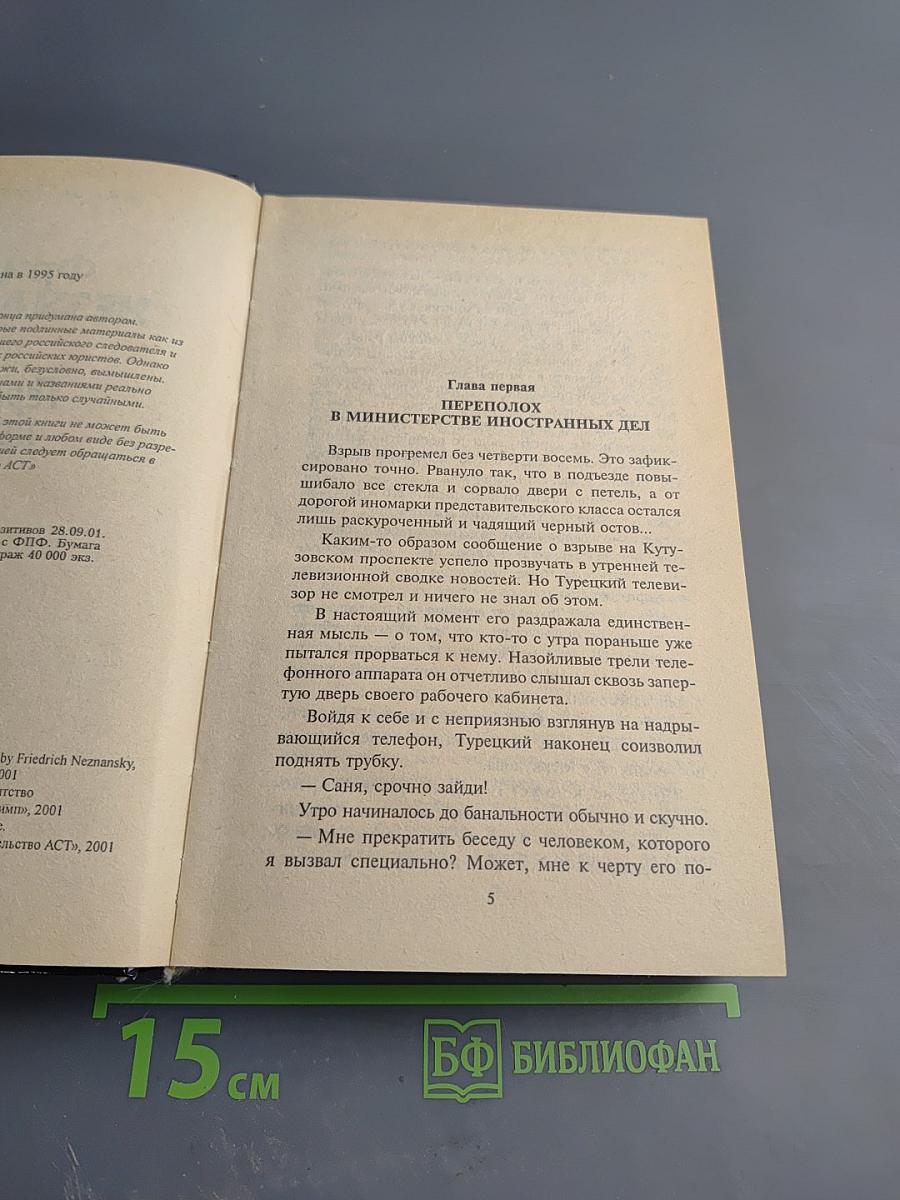 на в 1995 году
онца придумана автором.
рые подлинные материалы как из
шего российского следователя и
х российских юристов. Однако
жи, безусловно, вымышлены.
нами и названиями реально
быть только случайными.
этой книги не может быть
форме и любом виде без разре-
ией следует обращаться в
АСТ»
зитивов 28.09.01.
с ФПФ. Бумага
раж 40 000 экз.
by Friedrich Neznansky,
001
нтство
имп», 2001
е.
ельство АСТ», 2001
Глава первая
ПЕРЕПОЛОХ
В МИНИСТЕРСТВЕ ИНОСТРАННЫХ ДЕЛ
Взрыв прогремел без четверти восемь. Это зафик-
сировано точно. Рвануло так, что в подъезде повы-
шибало все стекла и сорвало двери с петель, а от
дорогой иномарки представительского класса остался
лишь раскуроченный и чадящий черный остов...
Каким-то образом сообщение о взрыве на Куту-
зовском проспекте успело прозвучать в утренней те-
левизионной сводке новостей. Но Турецкий телеви-
зор не смотрел и ничего не знал об этом.
В настоящий момент его раздражала единствен-
ная мысль — о том, что кто-то с утра пораньше уже
пытался прорваться к нему. Назойливые трели теле-
фонного аппарата он отчетливо слышал сквозь запер-
тую дверь своего рабочего кабинета.
Войдя к себе и с неприязнью взглянув на надры-
вающийся телефон, Турецкий наконец соизволил
поднять трубку.
— Саня, срочно зайди!
Утро начиналось до банальности обычно и скучно.
— Мне прекратить беседу с человеком, которого
я вызвал специально? Может, мне к черту его по-
5
15 см
БФ БИБЛИОФАН